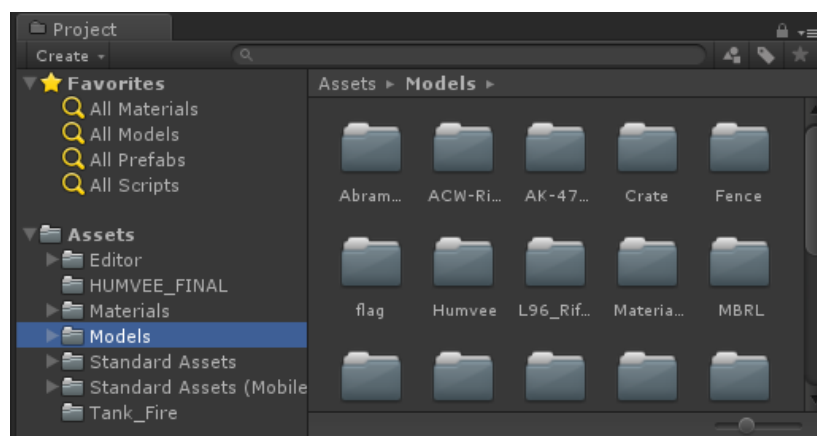 Project
Create
Favorites
All Materials
All Models
All Prefabs
All Scripts
Assets
Editor
HUMVEE_FINAL
Materials
Models
Standard Assets
Standard Assets (Mobile
Tank_Fire
Assets ▸ Models ▸
Abram... ACW-Ri... AK-47... Crate Fence
flag Humvee L96_Rif... Materia... MBRL